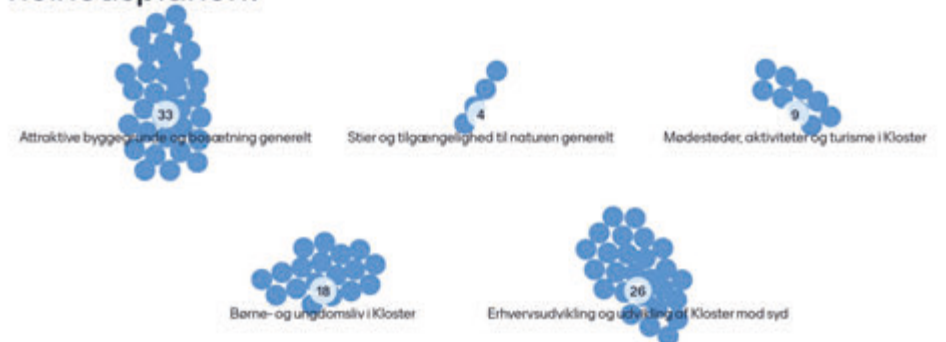 33
Attraktive byggegrunde og bosætning generelt
4
Stier og tilgængelighed til naturen generelt
9
Mødesteder, aktiviteter og turisme i Kloster
18
Børne- og ungdomsliv i Kloster
26
Erhvervsudvikling og udvikling af Kloster mod syd